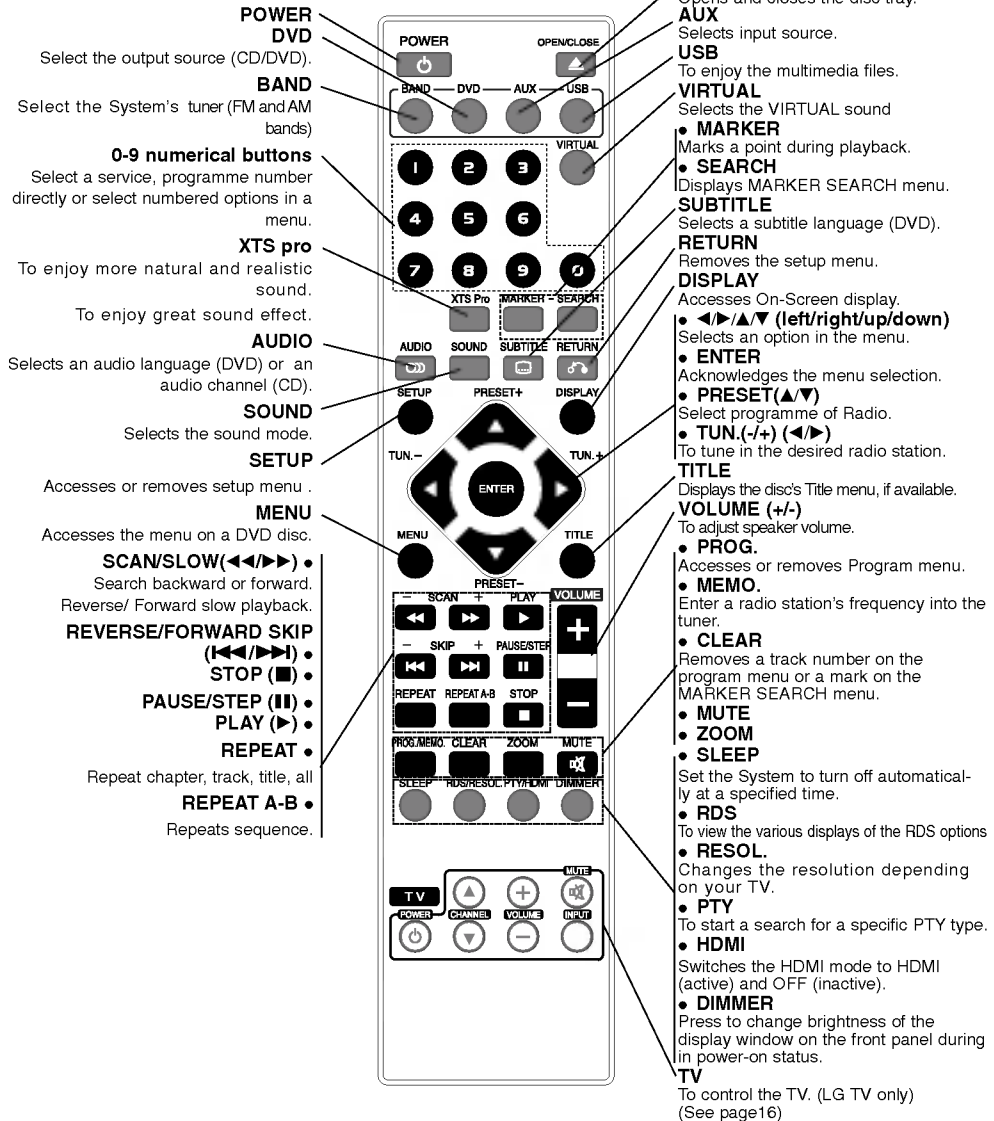 POWER
DVD
Select the output source (CD/DVD).
BAND
Select the System's tuner (FM and AM
bands)
0-9 numerical buttons
Select a service, programme number
directly or select numbered options in a
menu.
XTS pro
To enjoy more natural and realistic
sound.
To enjoy great sound effect.
AUDIO
Selects an audio language (DVD) or an
audio channel (CD).
SOUND
Selects the sound mode.
SETUP
Accesses or removes setup menu .
MENU
Accesses the menu on a DVD disc.
SCAN/SLOW(◄◄/►►) •
Search backward or forward.
Reverse/ Forward slow playback.
REVERSE/FORWARD SKIP
(I◄◄/►►I) •
STOP (■) •
PAUSE/STEP (II) •
PLAY (►) •
REPEAT •
Repeat chapter, track, title, all
REPEAT A-B •
Repeats sequence.
POWER
OPEN/CLOSE
BAND DVD AUX USB
VIRTUAL
1 2 3
4 5 6
7 8 9 0
XTS Pro MARKER - SEARCH
AUDIO SOUND SUBTITLE RETURN
SETUP PRESET+ DISPLAY
TUN.- TUN.+
ENTER
MENU TITLE
PRESET-
- SCAN + PLAY VOLUME
+
- SKIP + PAUSE/STEP
-
REPEAT REPEAT A-B STOP
PROG./MEMO. CLEAR ZOOM MUTE
SLEEP RDS/RESOL. PTY/HDMI DIMMER
MUTE
TV
POWER CHANNEL VOLUME INPUT
Opens and closes the disc tray.
AUX
Selects input source.
USB
To enjoy the multimedia files.
VIRTUAL
Selects the VIRTUAL sound
• MARKER
Marks a point during playback.
• SEARCH
Displays MARKER SEARCH menu.
SUBTITLE
Selects a subtitle language (DVD).
RETURN
Removes the setup menu.
DISPLAY
Accesses On-Screen display.
• ◄/►/▲/▼ (left/right/up/down)
Selects an option in the menu.
• ENTER
Acknowledges the menu selection.
• PRESET(▲/▼)
Select programme of Radio.
• TUN.(-/+) (◄/►)
To tune in the desired radio station.
TITLE
Displays the disc's Title menu, if available.
VOLUME (+/-)
To adjust speaker volume.
• PROG.
Accesses or removes Program menu.
• MEMO.
Enter a radio station's frequency into the
tuner.
• CLEAR
Removes a track number on the
program menu or a mark on the
MARKER SEARCH menu.
• MUTE
• ZOOM
• SLEEP
Set the System to turn off automatical-
ly at a specified time.
• RDS
To view the various displays of the RDS options
• RESOL.
Changes the resolution depending
on your TV.
• PTY
To start a search for a specific PTY type.
• HDMI
Switches the HDMI mode to HDMI
(active) and OFF (inactive).
• DIMMER
Press to change brightness of the
display window on the front panel during
in power-on status.
TV
To control the TV. (LG TV only)
(See page16)